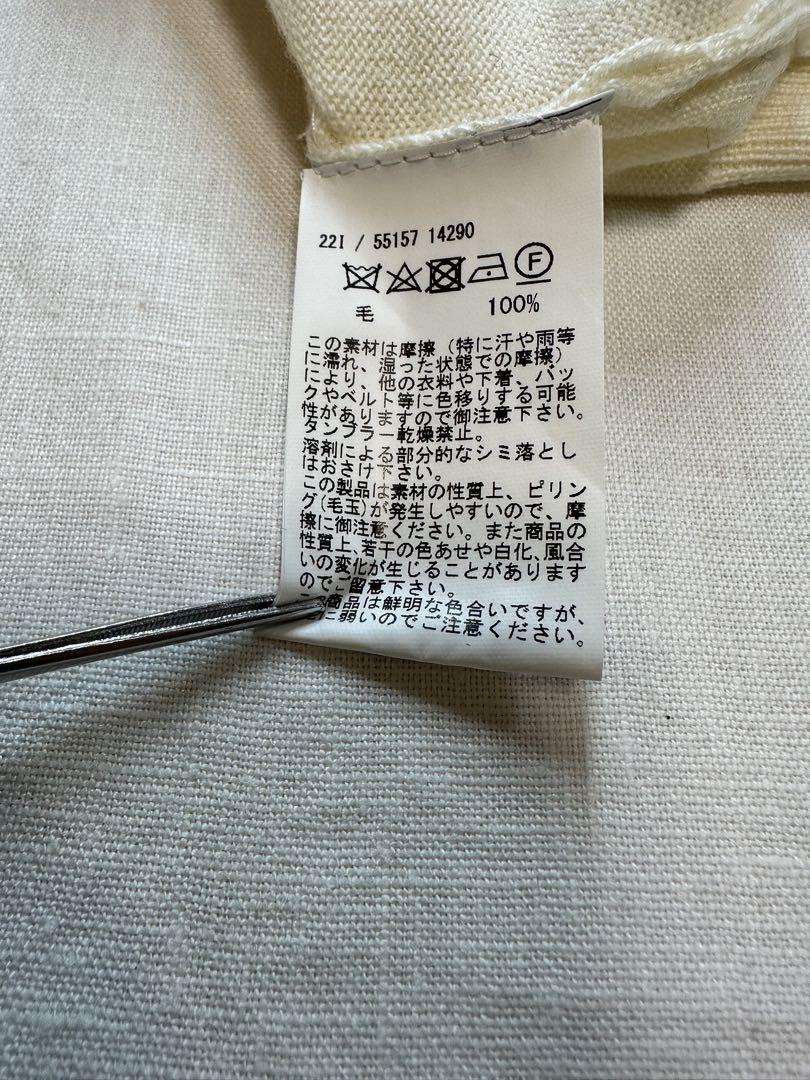 22I / 55157 14290
F
毛 100%
この素材は摩擦（特に汗や雨等
に濡れ、湿った状態での摩擦）
により、他の衣料や下着、バッ
クやベルト等に色移りする可能
性がありますので御注意下さい。
タンブラー乾燥禁止。
溶剤による部分的なシミ落とし
はおさけ下さい。
この製品は素材の性質上、ピリン
グ(毛玉)が発生しやすいので、摩
擦に御注意ください。また商品の
性質上、若干の色あせや白化、風合
いの変化が生じることがあります
のでご留意下さい。
商品は鮮明な色合いですが、
に弱いのでご注意ください。